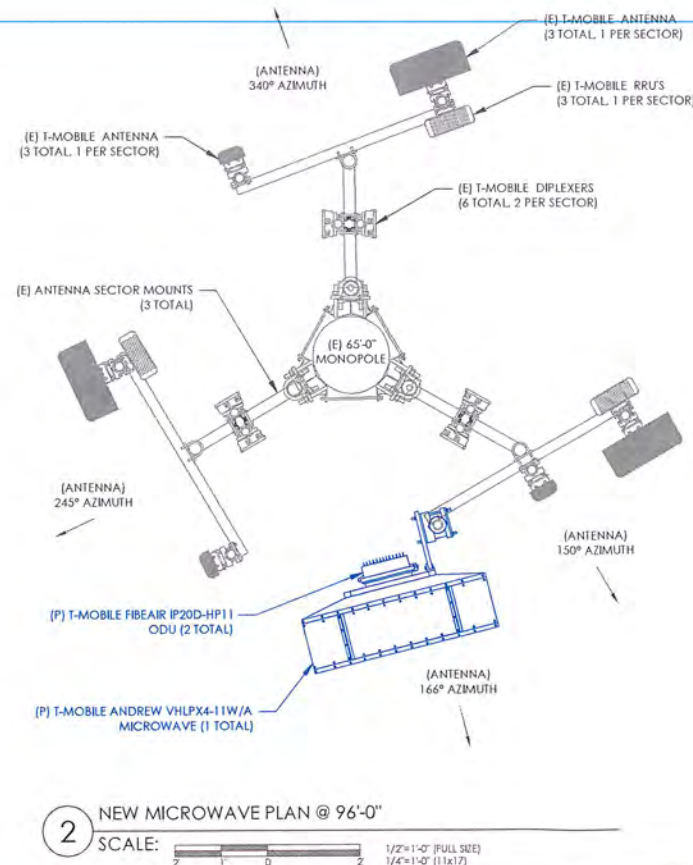 (E) T-MOBILE ANTENNA
(3 TOTAL, 1 PER SECTOR)
(ANTENNA)
340° AZIMUTH
(E) T-MOBILE RRU'S
(3 TOTAL, 1 PER SECTOR)
(E) T-MOBILE ANTENNA
(3 TOTAL, 1 PER SECTOR)
(E) T-MOBILE DIPLEXERS
(6 TOTAL, 2 PER SECTOR)
(E) ANTENNA SECTOR MOUNTS
(3 TOTAL)
(E) 65'-0"
MONOPOLE
(ANTENNA)
245° AZIMUTH
(ANTENNA)
150° AZIMUTH
(P) T-MOBILE FIBEAIR IP20D-HP11
ODU (2 TOTAL)
(ANTENNA)
166° AZIMUTH
(P) T-MOBILE ANDREW VHLPX4-11W/A
MICROWAVE (1 TOTAL)
2
NEW MICROWAVE PLAN @ 96'-0"
SCALE:
2' 1' 0 2'
1/2"=1'-0" (FULL SIZE)
1/4"=1'-0" (11x17)